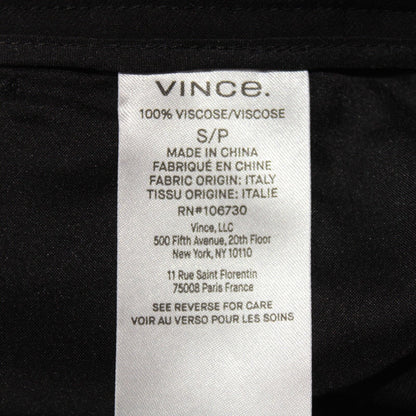 VINCE.
100% VISCOSE/VISCOSE
S/P
MADE IN CHINA
FABRIQUÉ EN CHINE
FABRIC ORIGIN: ITALY
TISSU ORIGINE: ITALIE
RN#106730
Vince, LLC
500 Fifth Avenue, 20th Floor
New York, NY 10110
11 Rue Saint Florentin
75008 Paris France
SEE REVERSE FOR CARE
VOIR AU VERSO POUR LES SOINS